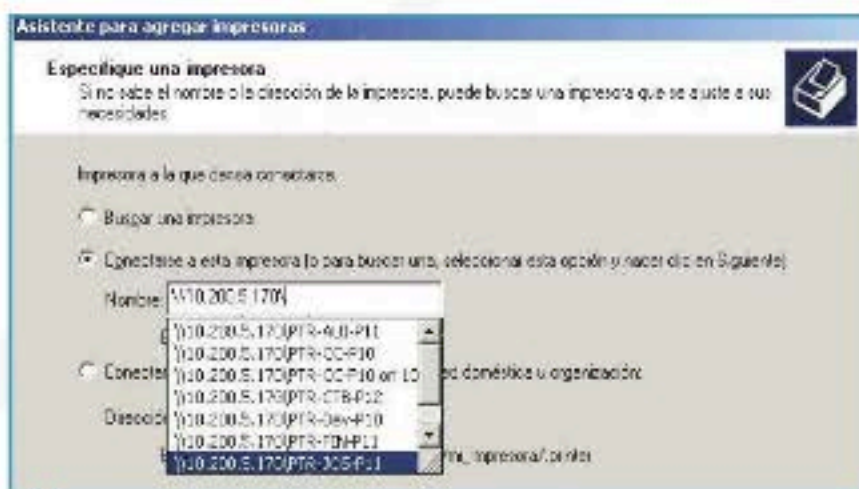 Asistente para agregar impresoras
Especifique una impresora
Si no sabe el nombre o la dirección de la impresora, puede buscar una impresora que se ajuste a sus
necesidades.
Impresora a la que desea conectarse.
Buscar una impresora
Conectarse a esta impresora (o para buscar una, seleccionar esta opción y hacer clic en Siguiente)
Nombre: \\10.200.5.170\
\\10.200.5.170\PTR-AUD-P11
\\10.200.5.170\PTR-CC-P10
\\10.200.5.170\PTR-CC-P10 on 10
Conectar doméstica u organización:
\\10.200.5.170\PTR-CTB-P12
\\10.200.5.170\PTR-Dev-P10
Dirección
\\10.200.5.170\PTR-FIN-P11
\\10.200.5.170\PTR-JOS-P11 mi_impresora/.printer